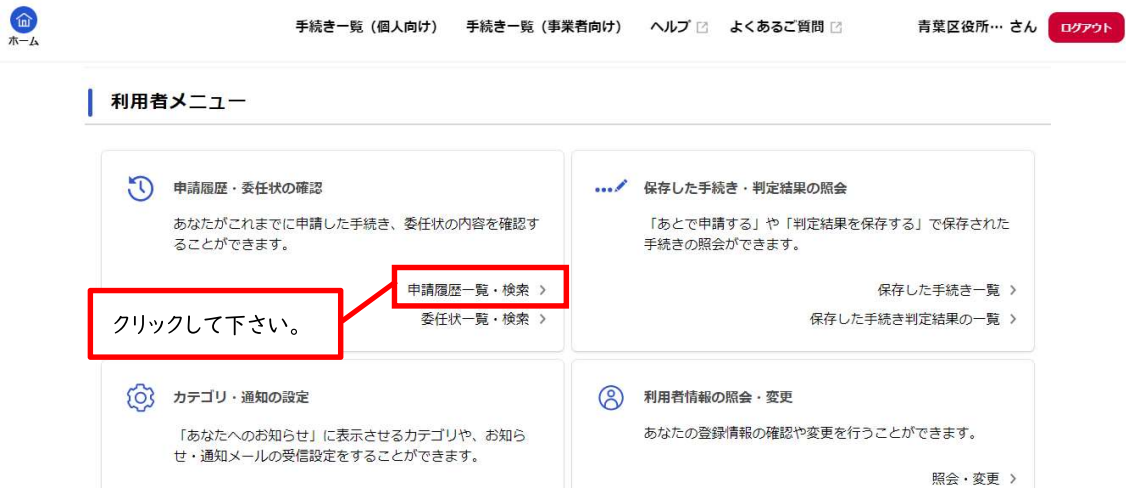 ホーム
手続き一覧（個人向け） 手続き一覧（事業者向け） ヘルプ よくあるご質問 青葉区役所… さん ログアウト
利用者メニュー
申請履歴・委任状の確認
あなたがこれまでに申請した手続き、委任状の内容を確認す
ることができます。
申請履歴一覧・検索
委任状一覧・検索
クリックして下さい。
保存した手続き・判定結果の照会
「あとで申請する」や「判定結果を保存する」で保存された
手続きの照会ができます。
保存した手続き一覧
保存した手続き判定結果の一覧
カテゴリ・通知の設定
「あなたへのお知らせ」に表示させるカテゴリや、お知ら
せ・通知メールの受信設定をすることができます。
利用者情報の照会・変更
あなたの登録情報の確認や変更を行うことができます。
照会・変更